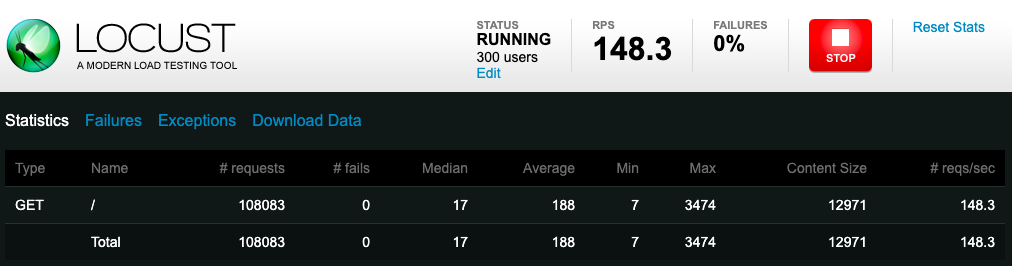 LOCUST
A MODERN LOAD TESTING TOOL
STATUS
RUNNING
300 users
Edit
RPS
148.3
FAILURES
0%
STOP
Reset Stats
Statistics Failures Exceptions Download Data
Type Name # requests # fails Median Average Min Max Content Size # reqs/sec
GET / 108083 0 17 188 7 3474 12971 148.3
Total 108083 0 17 188 7 3474 12971 148.3